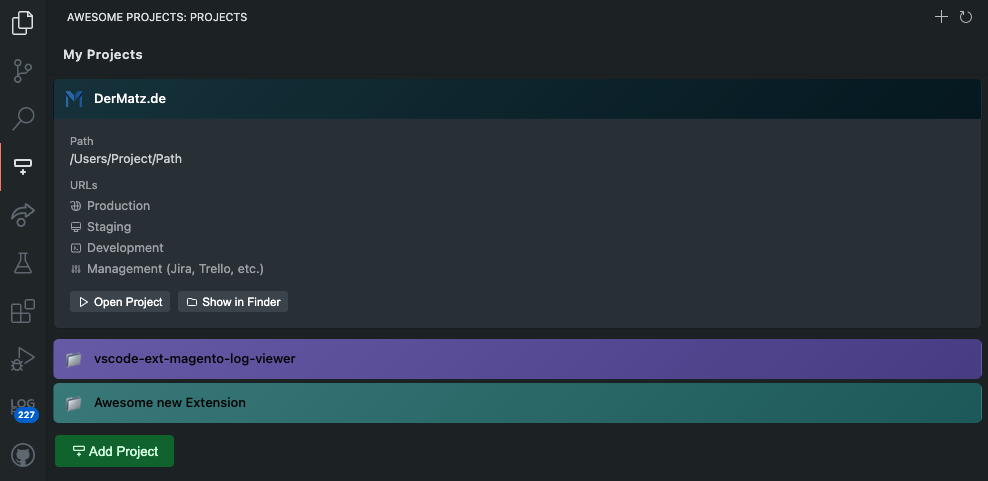 AWESOME PROJECTS: PROJECTS
My Projects
DerMatz.de
Path
/Users/Project/Path
URLs
Production
Staging
Development
Management (Jira, Trello, etc.)
Open Project
Show in Finder
vscode-ext-magento-log-viewer
Awesome new Extension
LOG
227
Add Project